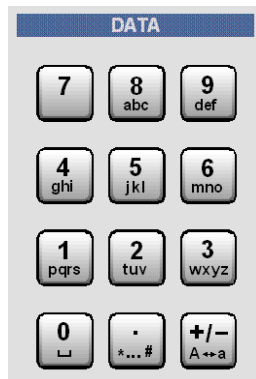 DATA
7 8 9
abc def
4 5 6
ghi jkl mno
1 2 3
pqrs tuv wxyz
0 . +/−
␣ *...# A↔a